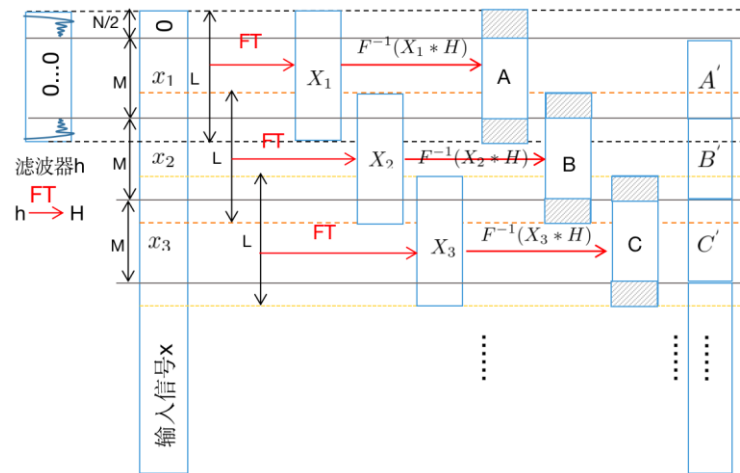 N/2
0
0...0
FT
F⁻¹(X₁ * H)
M
x₁
L
X₁
A
A′
FT
F⁻¹(X₂ * H)
M
x₂
L
X₂
B
B′
滤波器h
FT
h → H
FT
F⁻¹(X₃ * H)
M
x₃
L
X₃
C
C′
......
......
......
输入信号x